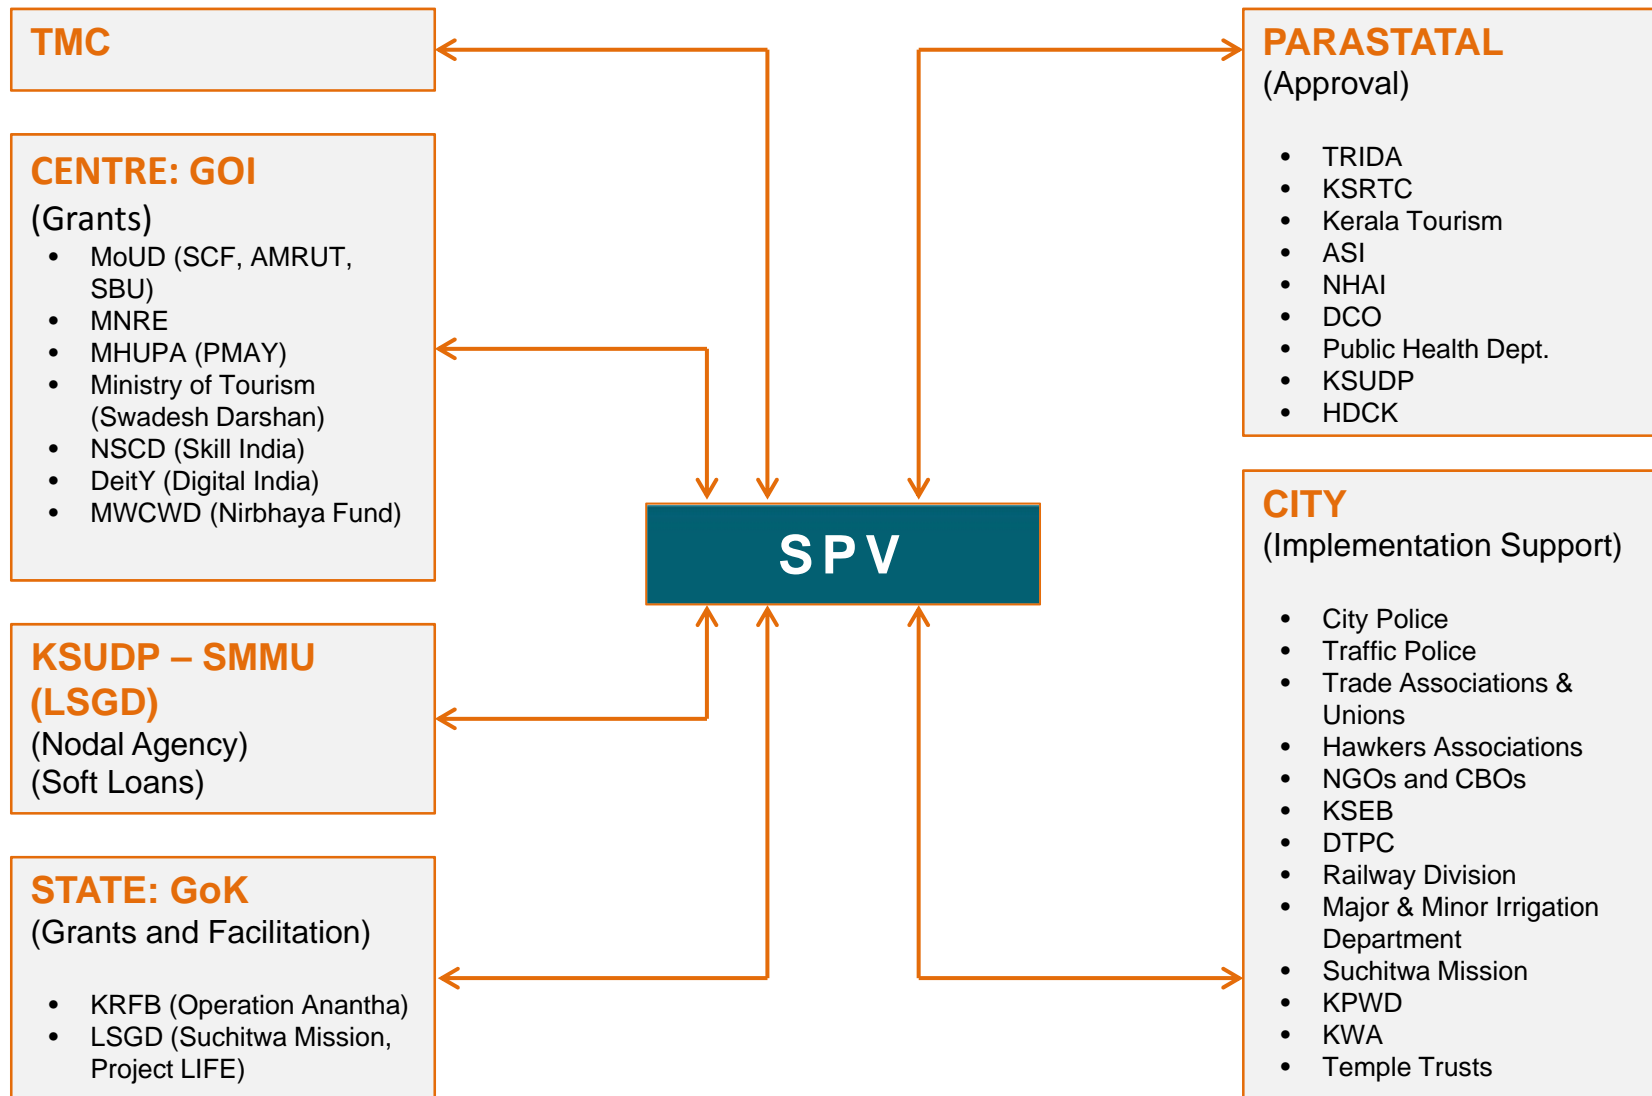 TMC
CENTRE: GOI
(Grants)
• MoUD (SCF, AMRUT,
SBU)
• MNRE
• MHUPA (PMAY)
• Ministry of Tourism
(Swadesh Darshan)
• NSCD (Skill India)
• DeitY (Digital India)
• MWCWD (Nirbhaya Fund)
KSUDP – SMMU
(LSGD)
(Nodal Agency)
(Soft Loans)
STATE: GoK
(Grants and Facilitation)
• KRFB (Operation Anantha)
• LSGD (Suchitwa Mission,
Project LIFE)
SPV
PARASTATAL
(Approval)
• TRIDA
• KSRTC
• Kerala Tourism
• ASI
• NHAI
• DCO
• Public Health Dept.
• KSUDP
• HDCK
CITY
(Implementation Support)
• City Police
• Traffic Police
• Trade Associations &
Unions
• Hawkers Associations
• NGOs and CBOs
• KSEB
• DTPC
• Railway Division
• Major & Minor Irrigation
Department
• Suchitwa Mission
• KPWD
• KWA
• Temple Trusts